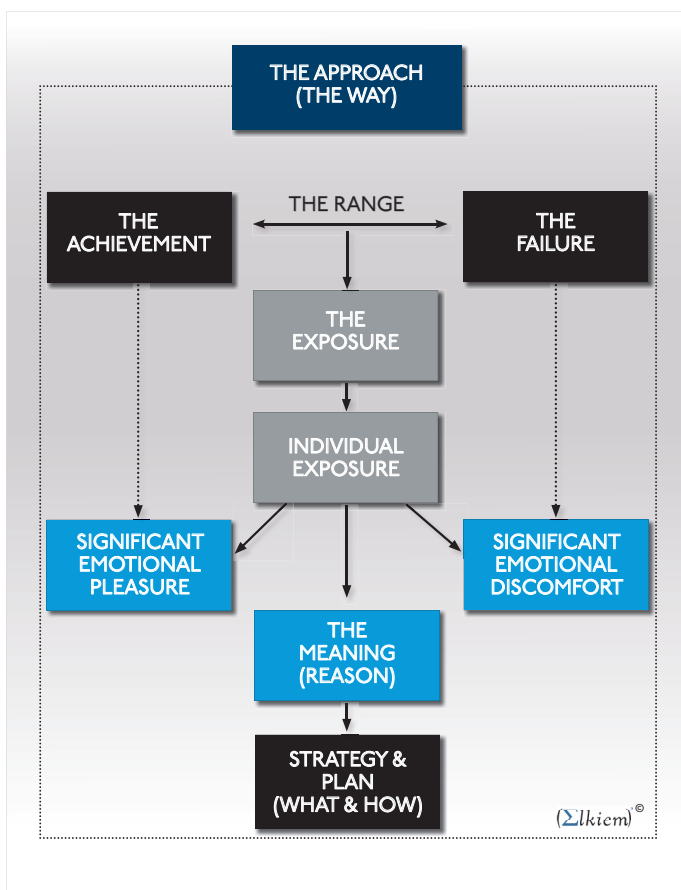 THE APPROACH
(THE WAY)
THE RANGE
THE
ACHIEVEMENT
THE
FAILURE
THE
EXPOSURE
INDIVIDUAL
EXPOSURE
SIGNIFICANT
EMOTIONAL
PLEASURE
SIGNIFICANT
EMOTIONAL
DISCOMFORT
THE
MEANING
(REASON)
STRATEGY &
PLAN
(WHAT & HOW)
(Σlkiem)©